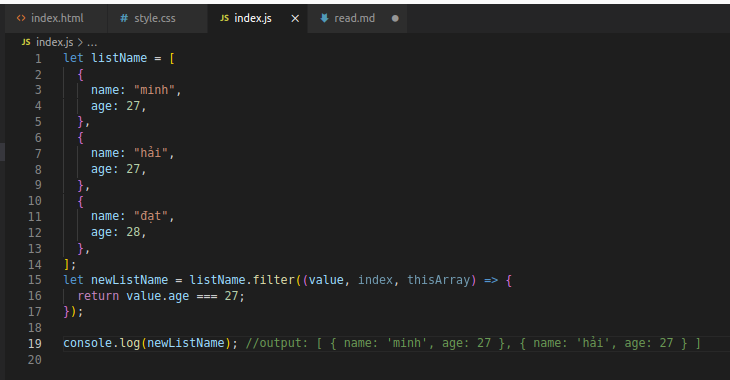 index.html style.css index.js read.md
index.js > ...
1 let listName = [
2 {
3 name: "minh",
4 age: 27,
5 },
6 {
7 name: "hải",
8 age: 27,
9 },
10 {
11 name: "đạt",
12 age: 28,
13 },
14 ];
15 let newListName = listName.filter((value, index, thisArray) => {
16 return value.age === 27;
17 });
18
19 console.log(newListName); //output: [ { name: 'minh', age: 27 }, { name: 'hải', age: 27 } ]
20